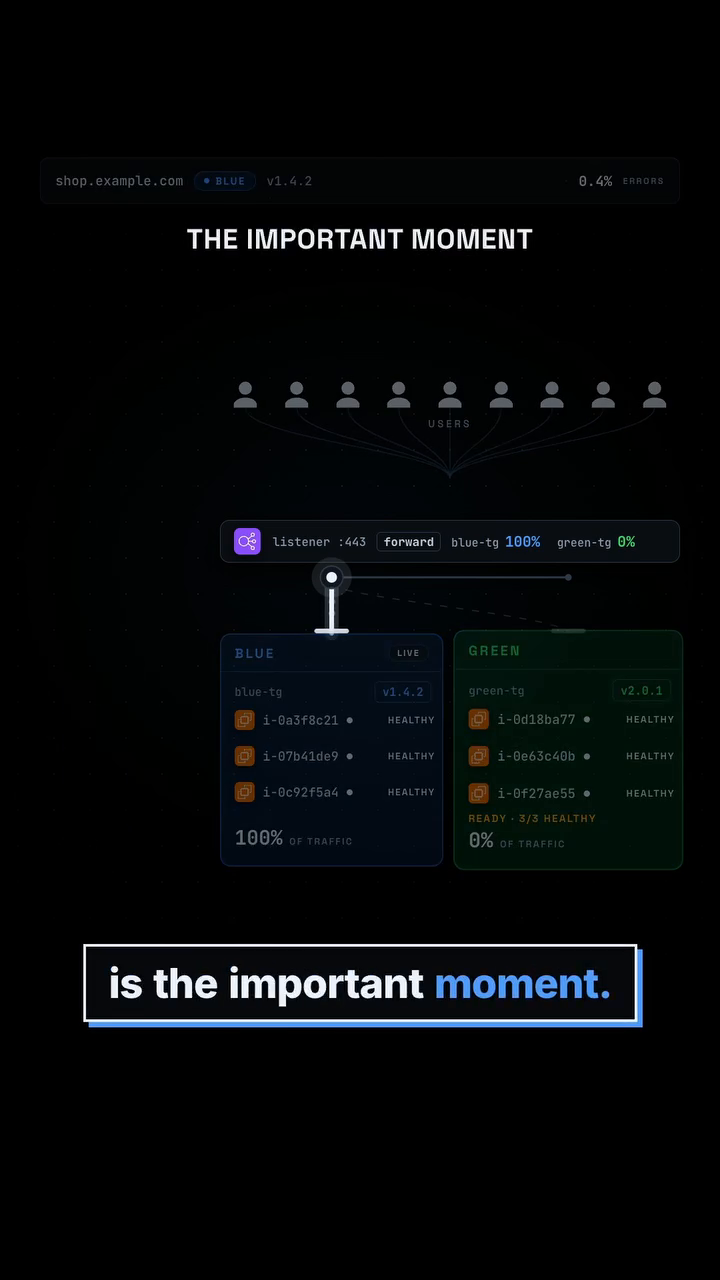 shop.example.com BLUE v1.4.2 0.4% ERRORS
THE IMPORTANT MOMENT
USERS
listener :443 forward blue-tg 100% green-tg 0%
BLUE LIVE
blue-tg v1.4.2
i-0a3f8c21 HEALTHY
i-07b41de9 HEALTHY
i-0c92f5a4 HEALTHY
100% OF TRAFFIC
GREEN
green-tg v2.0.1
i-0d18ba77 HEALTHY
i-0e63c40b HEALTHY
i-0f27ae55 HEALTHY
READY · 3/3 HEALTHY
0% OF TRAFFIC
is the important moment.